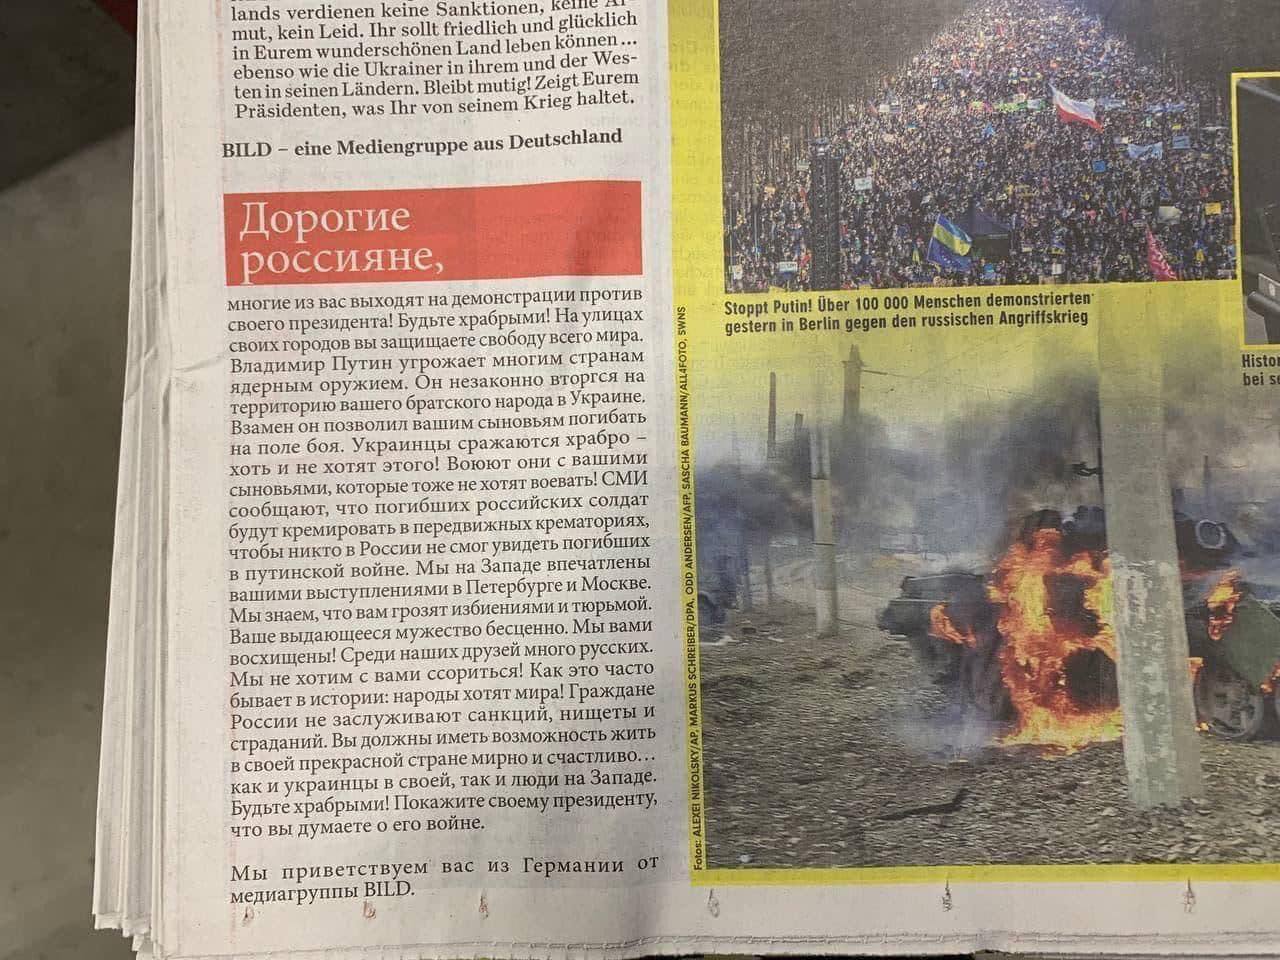 lands verdienen keine Sanktionen, keine Ar-
mut, kein Leid. Ihr sollt friedlich und glücklich
in Eurem wunderschönen Land leben können ...
ebenso wie die Ukrainer in ihrem und der Wes-
ten in seinen Ländern. Bleibt mutig! Zeigt Eurem
Präsidenten, was Ihr von seinem Krieg haltet.
BILD – eine Mediengruppe aus Deutschland
Дорогие
россияне,
многие из вас выходят на демонстрации против
своего президента! Будьте храбрыми! На улицах
своих городов вы защищаете свободу всего мира.
Владимир Путин угрожает многим странам
ядерным оружием. Он незаконно вторгся на
территорию вашего братского народа в Украине.
Взамен он позволил вашим сыновьям погибать
на поле боя. Украинцы сражаются храбро –
хоть и не хотят этого! Воюют они с вашими
сыновьями, которые тоже не хотят воевать! СМИ
сообщают, что погибших российских солдат
будут кремировать в передвижных крематориях,
чтобы никто в России не смог увидеть погибших
в путинской войне. Мы на Западе впечатлены
вашими выступлениями в Петербурге и Москве.
Мы знаем, что вам грозят избиениями и тюрьмой.
Ваше выдающееся мужество бесценно. Мы вами
восхищены! Среди наших друзей много русских.
Мы не хотим с вами ссориться! Как это часто
бывает в истории: народы хотят мира! Граждане
России не заслуживают санкций, нищеты и
страданий. Вы должны иметь возможность жить
в своей прекрасной стране мирно и счастливо…
как и украинцы в своей, так и люди на Западе.
Будьте храбрыми! Покажите своему президенту,
что вы думаете о его войне.
Мы приветствуем вас из Германии от
медиагруппы BILD.
Stoppt Putin! Über 100 000 Menschen demonstrierten
gestern in Berlin gegen den russischen Angriffskrieg
Fotos: ALEXEI NIKOLSKY/AP, MARKUS SCHREIBER/DPA, ODD ANDERSEN/AFP, SASCHA BAUMANN/ALL4FOTO, SWNS
Histor
bei se